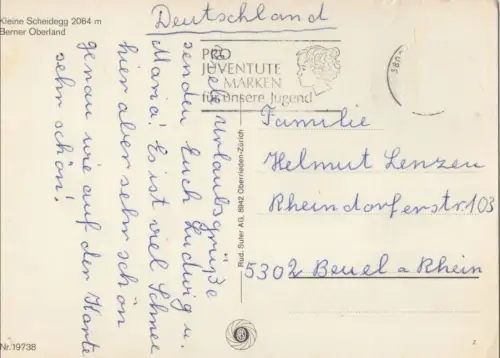 Kleine Scheidegg 2064 m
Berner Oberland
Deutschland
PRO
JUVENTUTE
MARKEN
für unsere Jugend
Viele Urlaubsgrüße
senden Euch Ludwig u.
Maria! Es ist viel Schnee
hier aber sehr schön
genau wie auf der Karte
sehr schön!
Rud. Suter AG, 8942 Oberrieden-Zürich
Familie
Helmut Lenzen
Rheindorferstr. 103
5302 Beuel a Rhein
Nr. 19738